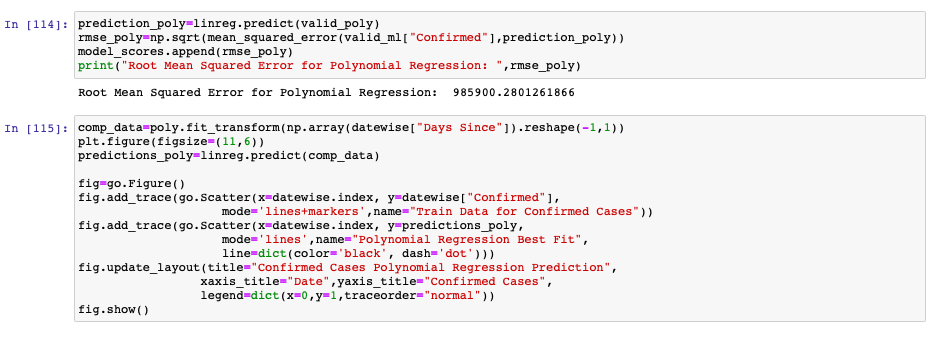 In [114]: prediction_poly=linreg.predict(valid_poly)
rmse_poly=np.sqrt(mean_squared_error(valid_ml["Confirmed"],prediction_poly))
model_scores.append(rmse_poly)
print("Root Mean Squared Error for Polynomial Regression: ",rmse_poly)
Root Mean Squared Error for Polynomial Regression:  985900.2801261866
In [115]: comp_data=poly.fit_transform(np.array(datewise["Days Since"]).reshape(-1,1))
plt.figure(figsize=(11,6))
predictions_poly=linreg.predict(comp_data)
fig=go.Figure()
fig.add_trace(go.Scatter(x=datewise.index, y=datewise["Confirmed"],
mode='lines+markers',name="Train Data for Confirmed Cases"))
fig.add_trace(go.Scatter(x=datewise.index, y=predictions_poly,
mode='lines',name="Polynomial Regression Best Fit",
line=dict(color='black', dash='dot')))
fig.update_layout(title="Confirmed Cases Polynomial Regression Prediction",
xaxis_title="Date",yaxis_title="Confirmed Cases",
legend=dict(x=0,y=1,traceorder="normal"))
fig.show()